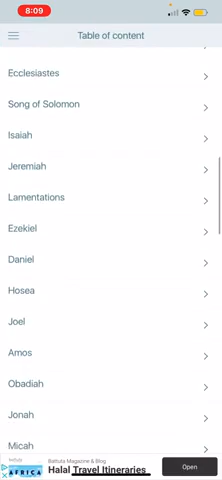 8:09
Table of content
Ecclesiastes
Song of Solomon
Isaiah
Jeremiah
Lamentations
Ezekiel
Daniel
Hosea
Joel
Amos
Obadiah
Jonah
Micah
Battuta Magazine & Blog
Halal Travel Itineraries
AFRICA
Open